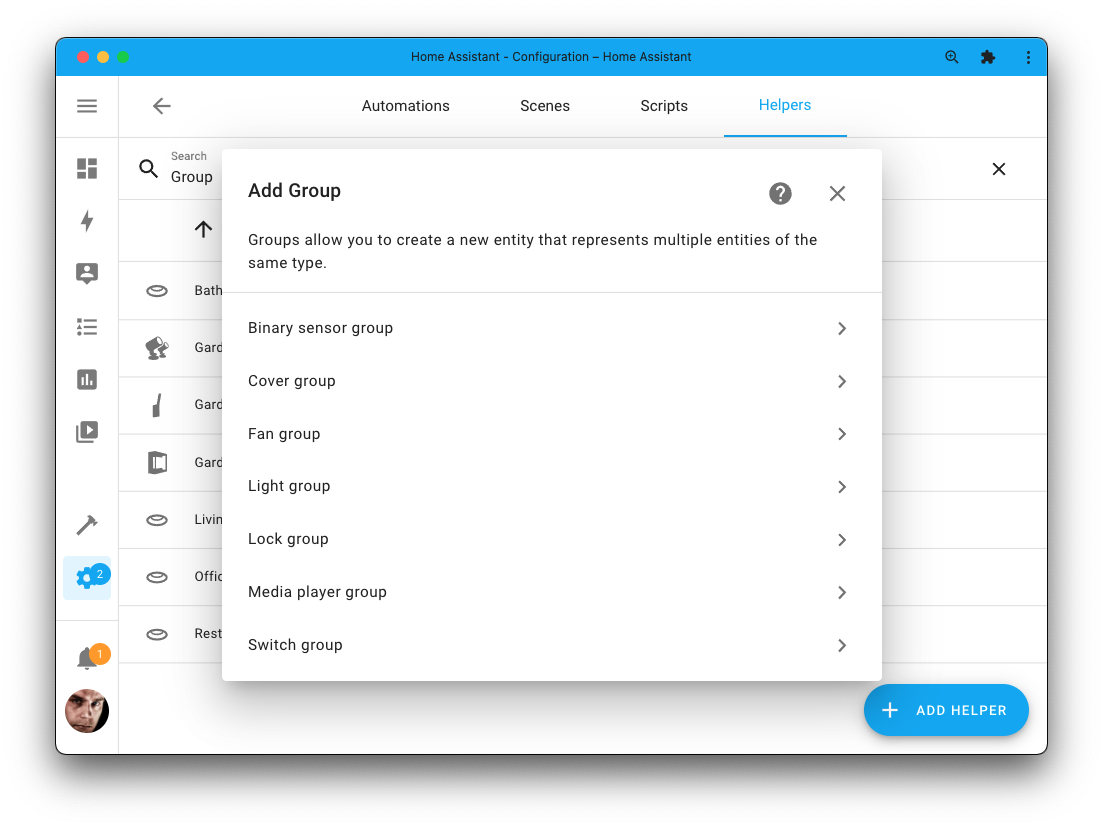 Home Assistant - Configuration – Home Assistant
Automations
Scenes
Scripts
Helpers
Search
Group
Add Group
Groups allow you to create a new entity that represents multiple entities of the
same type.
Bath
Gard
Gard
Gard
Livin
Offic
Rest
Binary sensor group
Cover group
Fan group
Light group
Lock group
Media player group
Switch group
2
1
ADD HELPER